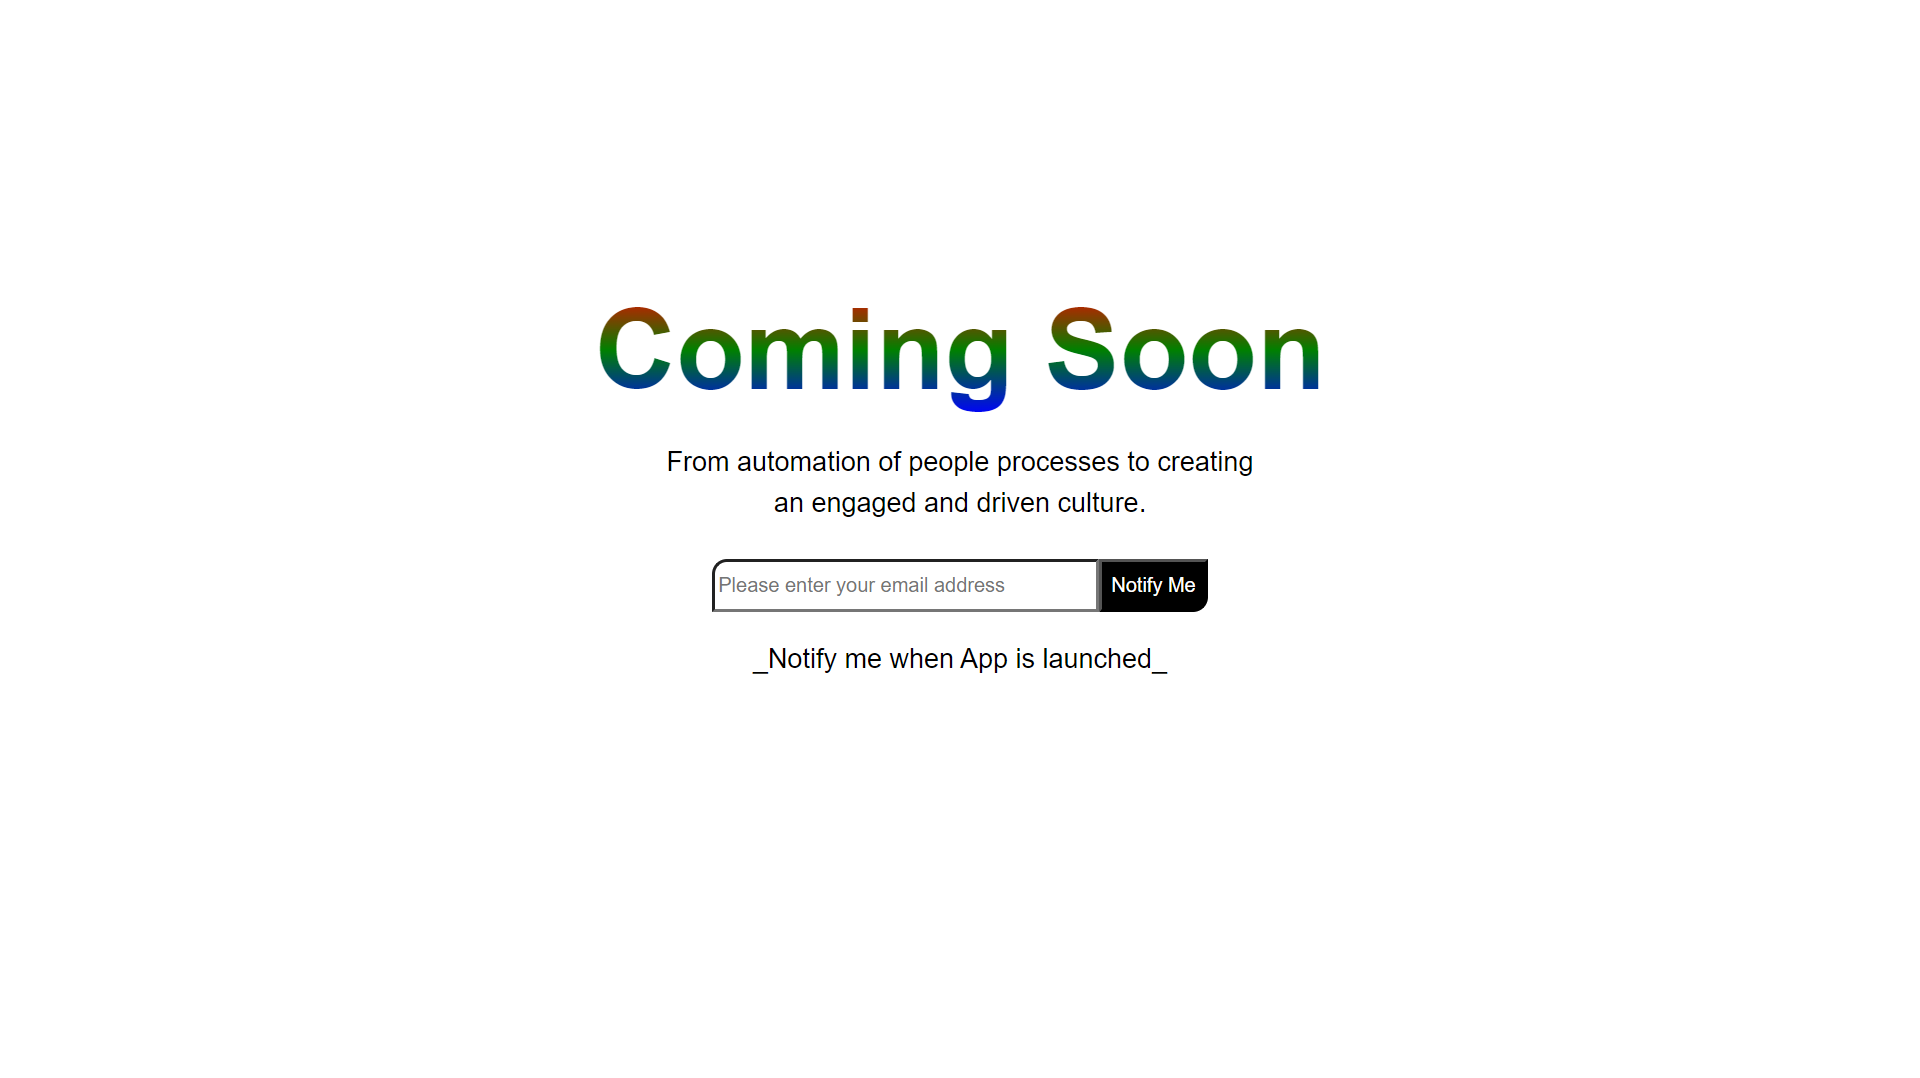 Coming Soon
From automation of people processes to creating
an engaged and driven culture.
Please enter your email address
Notify Me
_Notify me when App is launched_